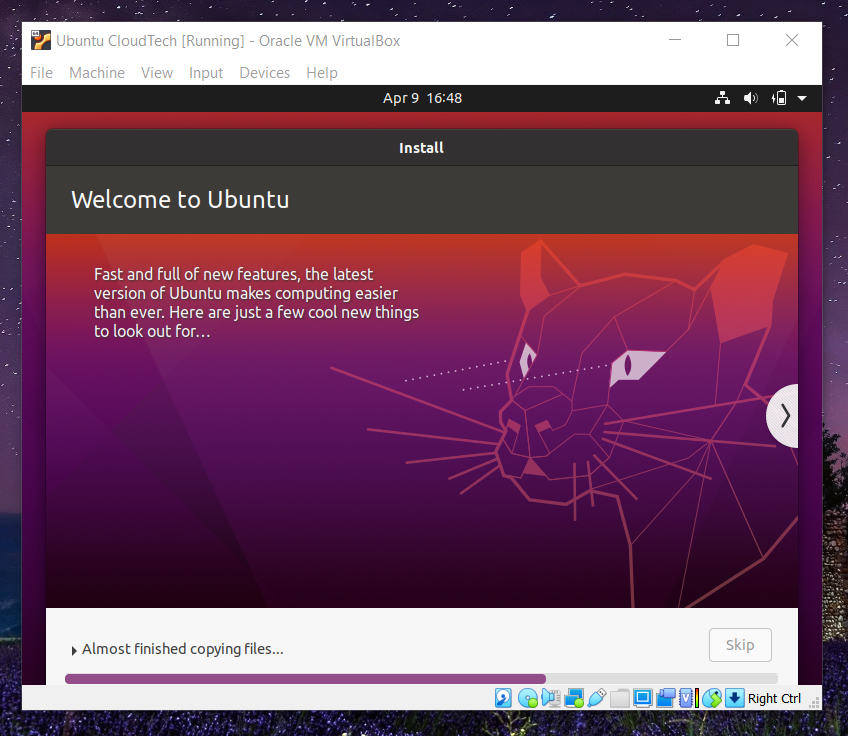 Ubuntu CloudTech [Running] - Oracle VM VirtualBox
File Machine View Input Devices Help
Apr 9 16:48
Install
Welcome to Ubuntu
Fast and full of new features, the latest
version of Ubuntu makes computing easier
than ever. Here are just a few cool new things
to look out for...
Almost finished copying files...
Skip
Right Ctrl